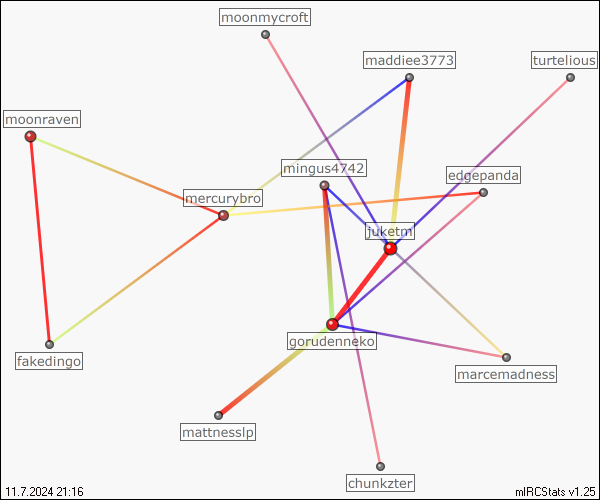 moonmycroft
maddiee3773
turtelious
moonraven
mingus4742
edgepanda
mercurybro
juketm
gorudenneko
fakedingo
marcemadness
mattnesslp
chunkzter
11.7.2024 21:16
mIRCStats v1.25